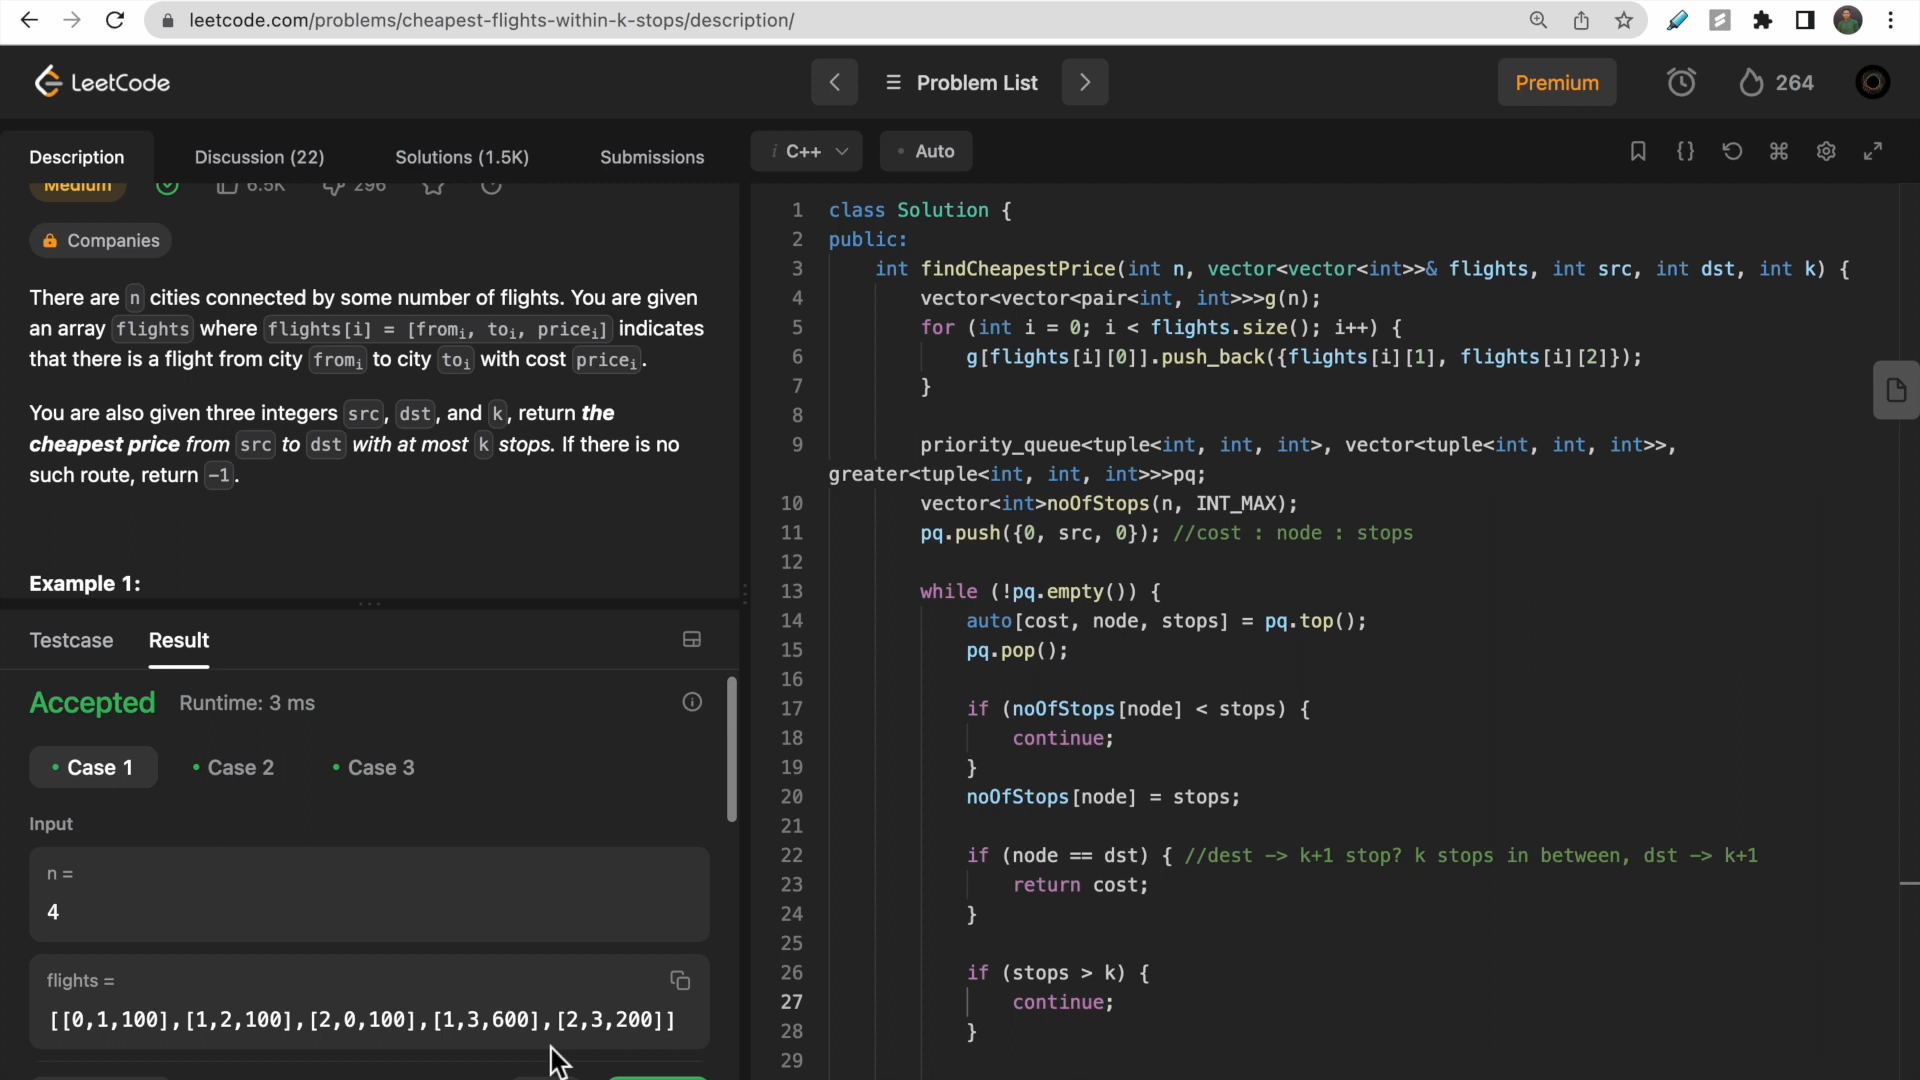 leetcode.com/problems/cheapest-flights-within-k-stops/description/
LeetCode
Problem List
Premium
264
Description
Discussion (22)
Solutions (1.5K)
Submissions
Medium
6.5K
296
Companies
There are n cities connected by some number of flights. You are given
an array flights where flights[i] = [fromi, toi, pricei] indicates
that there is a flight from city fromi to city toi with cost pricei.
You are also given three integers src, dst, and k, return the
cheapest price from src to dst with at most k stops. If there is no
such route, return -1.
Example 1:
Testcase
Result
Accepted
Runtime: 3 ms
Case 1
Case 2
Case 3
Input
n =
4
flights =
[[0,1,100],[1,2,100],[2,0,100],[1,3,600],[2,3,200]]
i C++
Auto
1 class Solution {
2 public:
3 int findCheapestPrice(int n, vector<vector<int>>& flights, int src, int dst, int k) {
4 vector<vector<pair<int, int>>>g(n);
5 for (int i = 0; i < flights.size(); i++) {
6 g[flights[i][0]].push_back({flights[i][1], flights[i][2]});
7 }
8
9 priority_queue<tuple<int, int, int>, vector<tuple<int, int, int>>,
greater<tuple<int, int, int>>>pq;
10 vector<int>noOfStops(n, INT_MAX);
11 pq.push({0, src, 0}); //cost : node : stops
12
13 while (!pq.empty()) {
14 auto[cost, node, stops] = pq.top();
15 pq.pop();
16
17 if (noOfStops[node] < stops) {
18 continue;
19 }
20 noOfStops[node] = stops;
21
22 if (node == dst) { //dest -> k+1 stop? k stops in between, dst -> k+1
23 return cost;
24 }
25
26 if (stops > k) {
27 continue;
28 }
29